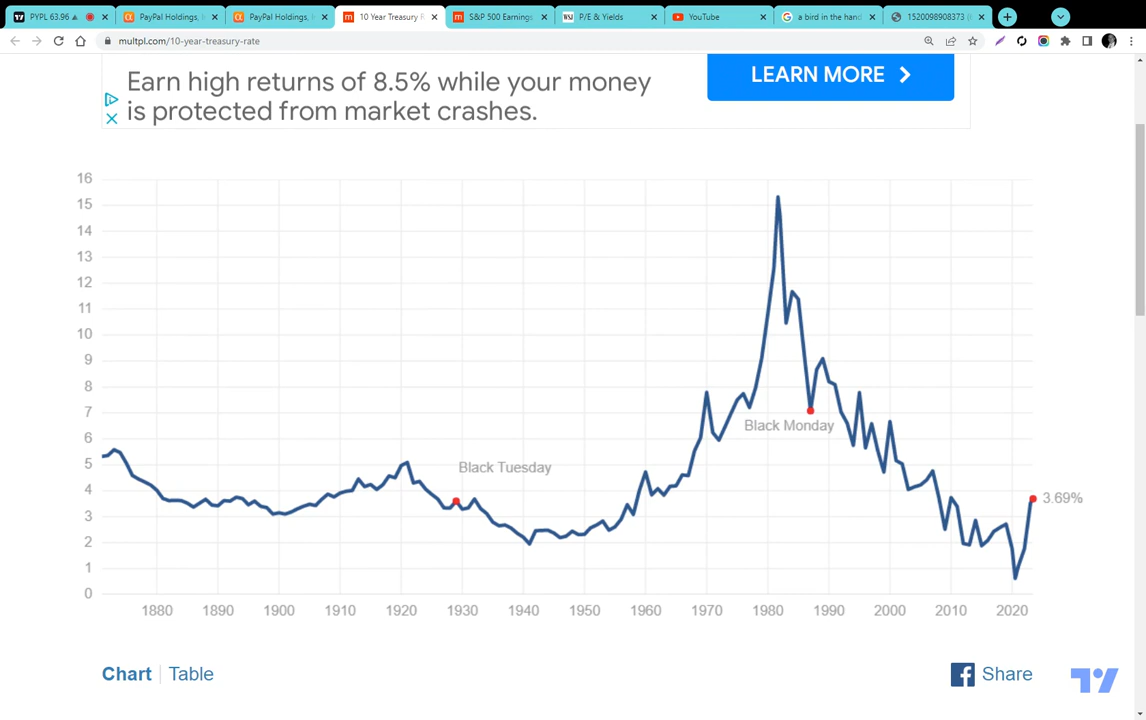 PYPL 63.96
PayPal Holdings, I
PayPal Holdings, I
10 Year Treasury R
S&P 500 Earnings
WSJ P/E & Yields
YouTube
a bird in the hand
1520098908373 (
multpl.com/10-year-treasury-rate
Earn high returns of 8.5% while your money
is protected from market crashes.
LEARN MORE
16
15
14
13
12
11
10
9
8
7
6
5
4
3
2
1
0
Black Tuesday
Black Monday
3.69%
1880 1890 1900 1910 1920 1930 1940 1950 1960 1970 1980 1990 2000 2010 2020
Chart Table
Share